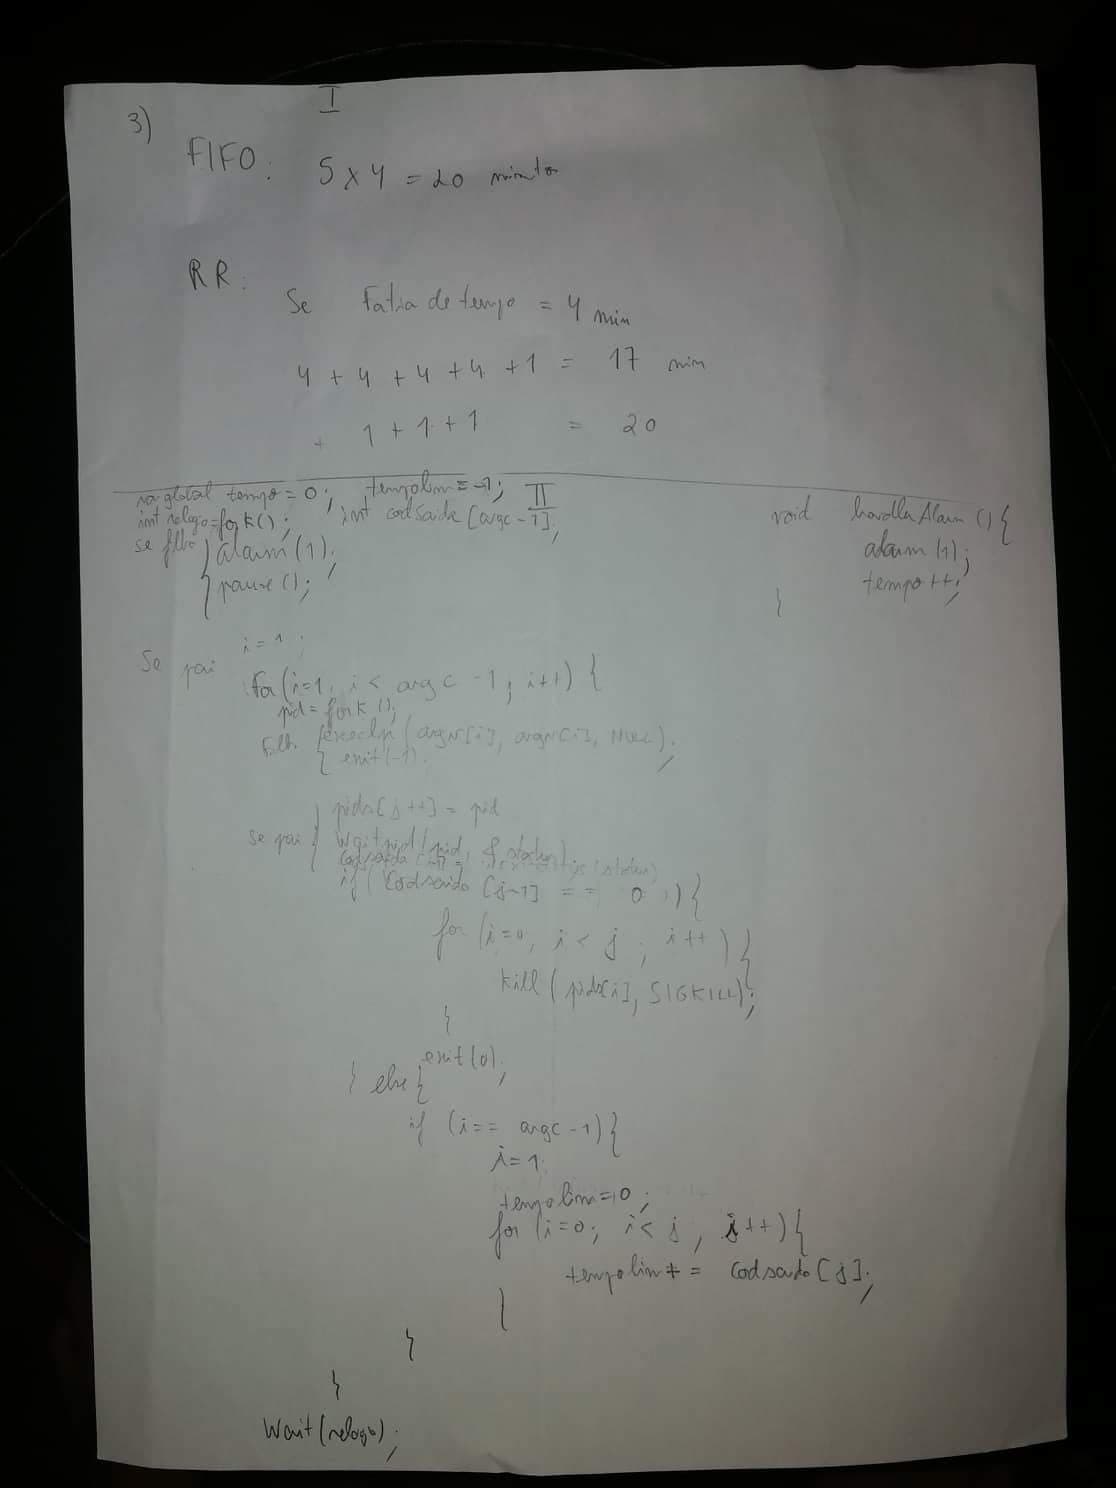 I
3)
FIFO: 5 x 4 = 20 minutos
RR:
Se Fatia de tempo = 4 min
4 + 4 + 4 + 4 + 1 = 17 min
+ 1 + 1 + 1 = 20
II
va global tempo = 0; tempolim = -1;
int relogio=fork(); int codsaida [argc-1];
se filho { alarm(1);
pause();
void handlerAlarm () {
alarm(1);
tempo++;
}
Se pai i = 1;
for (i=1, i < argc -1; i++) {
pid = fork();
Filho { execlp (argv[i], argv[i], NULL);
exit(-1).
se pai { pids[j++] = pid
waitpid(pid, &status)
codsaida (status)
if (codsaida [j-1] == 0 ) {
for (i=0, i < j; i++) {
kill (pids[i], SIGKILL);
}
exit(0);
} else {
if (i == argc -1) {
i = 1.
tempolim = 0;
for (i=0; i < j, j++) {
tempolim += codsaida [j];
}
}
}
Wait(relogio);